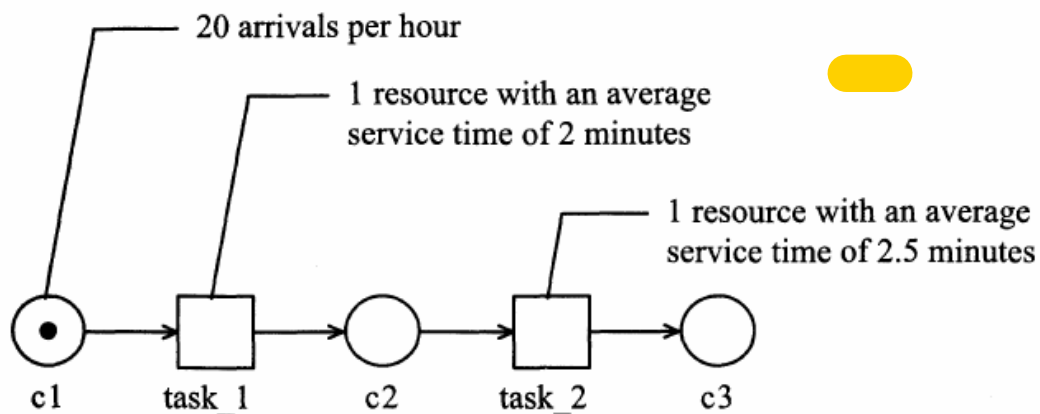 20 arrivals per hour
1 resource with an average
service time of 2 minutes
1 resource with an average
service time of 2.5 minutes
c1
task_1
c2
task_2
c3